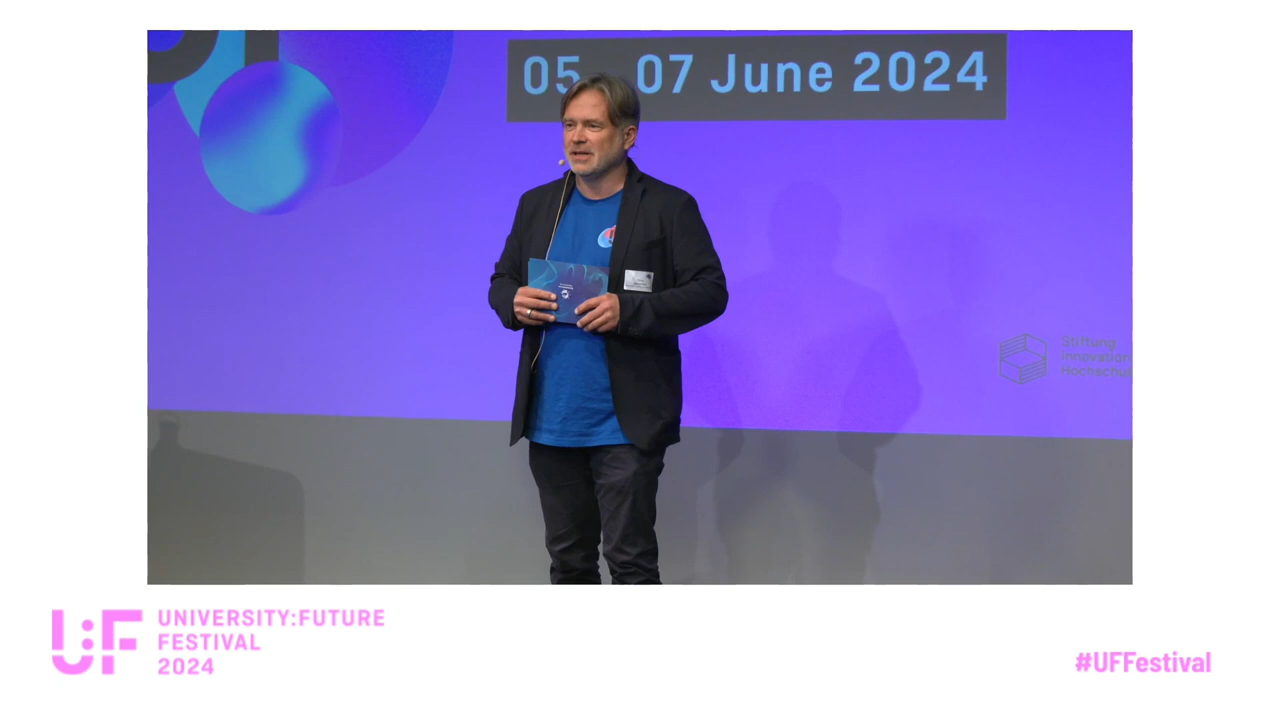 05 07 June 2024
Stiftung
Innovation
Hochschul
U:F
UNIVERSITY:FUTURE
FESTIVAL
2024
#UFFestival